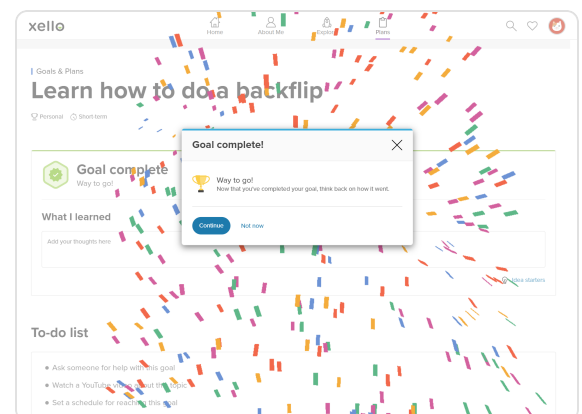 xello
Home
About Me
Explore
Plans
Goals & Plans
Learn how to do a backflip
Personal
Short-term
Goal complete!
Goal complete
Way to go!
Way to go!
Now that you've completed your goal, think back on how it went.
What I learned
Continue
Not now
Add your thoughts here
Idea starters
To-do list
Ask someone for help with this goal
Watch a YouTube video about the topic
Set a schedule for reaching this goal